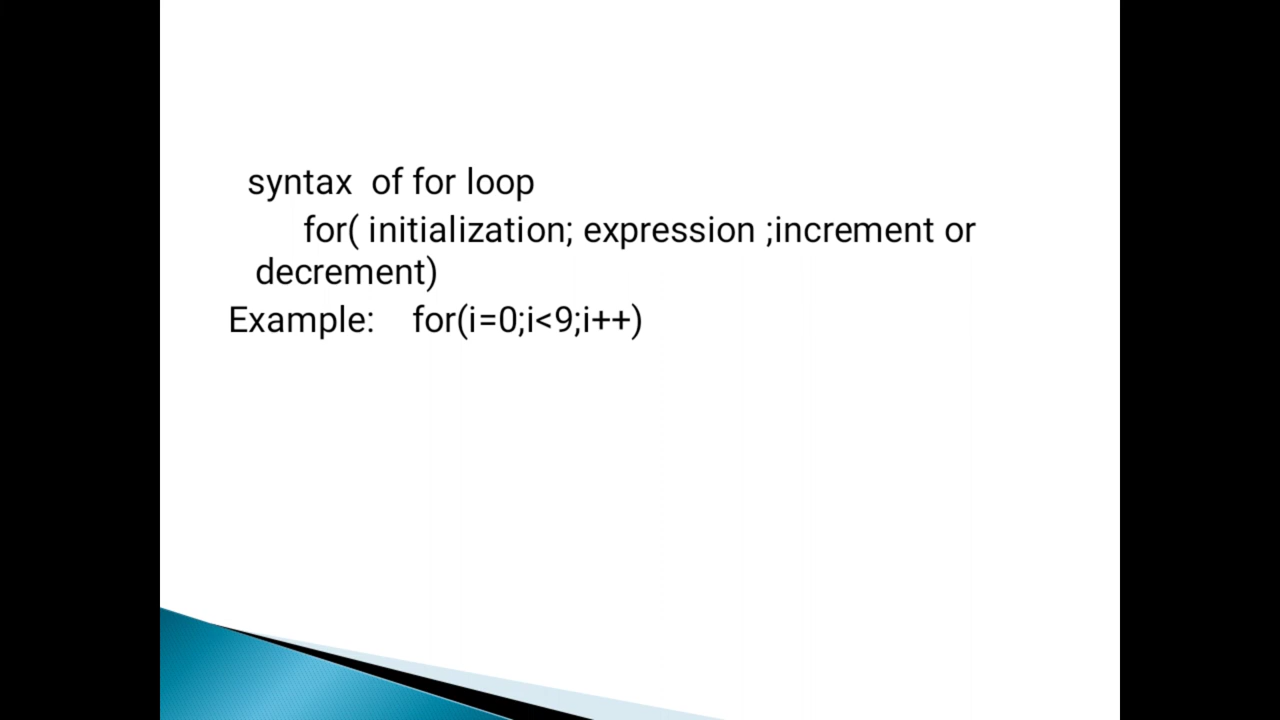 syntax  of for loop
for( initialization; expression ;increment or
decrement)
Example:    for(i=0;i<9;i++)